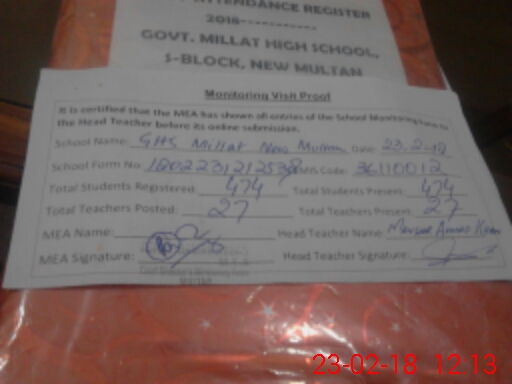 ATTENDANCE REGISTER
2018-----------
GOVT. MILLAT HIGH SCHOOL,
S-BLOCK, NEW MULTAN
Monitoring Visit Proof
It is certified that the MEA has shown all entries of the School Monitoring Form to
the Head Teacher before its online submission.
School Name: GHS Millat New Multan Date: 23.2.18
School Form No: EMIS Code: 36110012
Total Students Registered: 474 Total Students Present: 474
Total Teachers Posted: 27 Total Teachers Present: 27
MEA Name: Head Teacher Name:
MEA Signature: Head Teacher Signature:
23-02-18 12:13